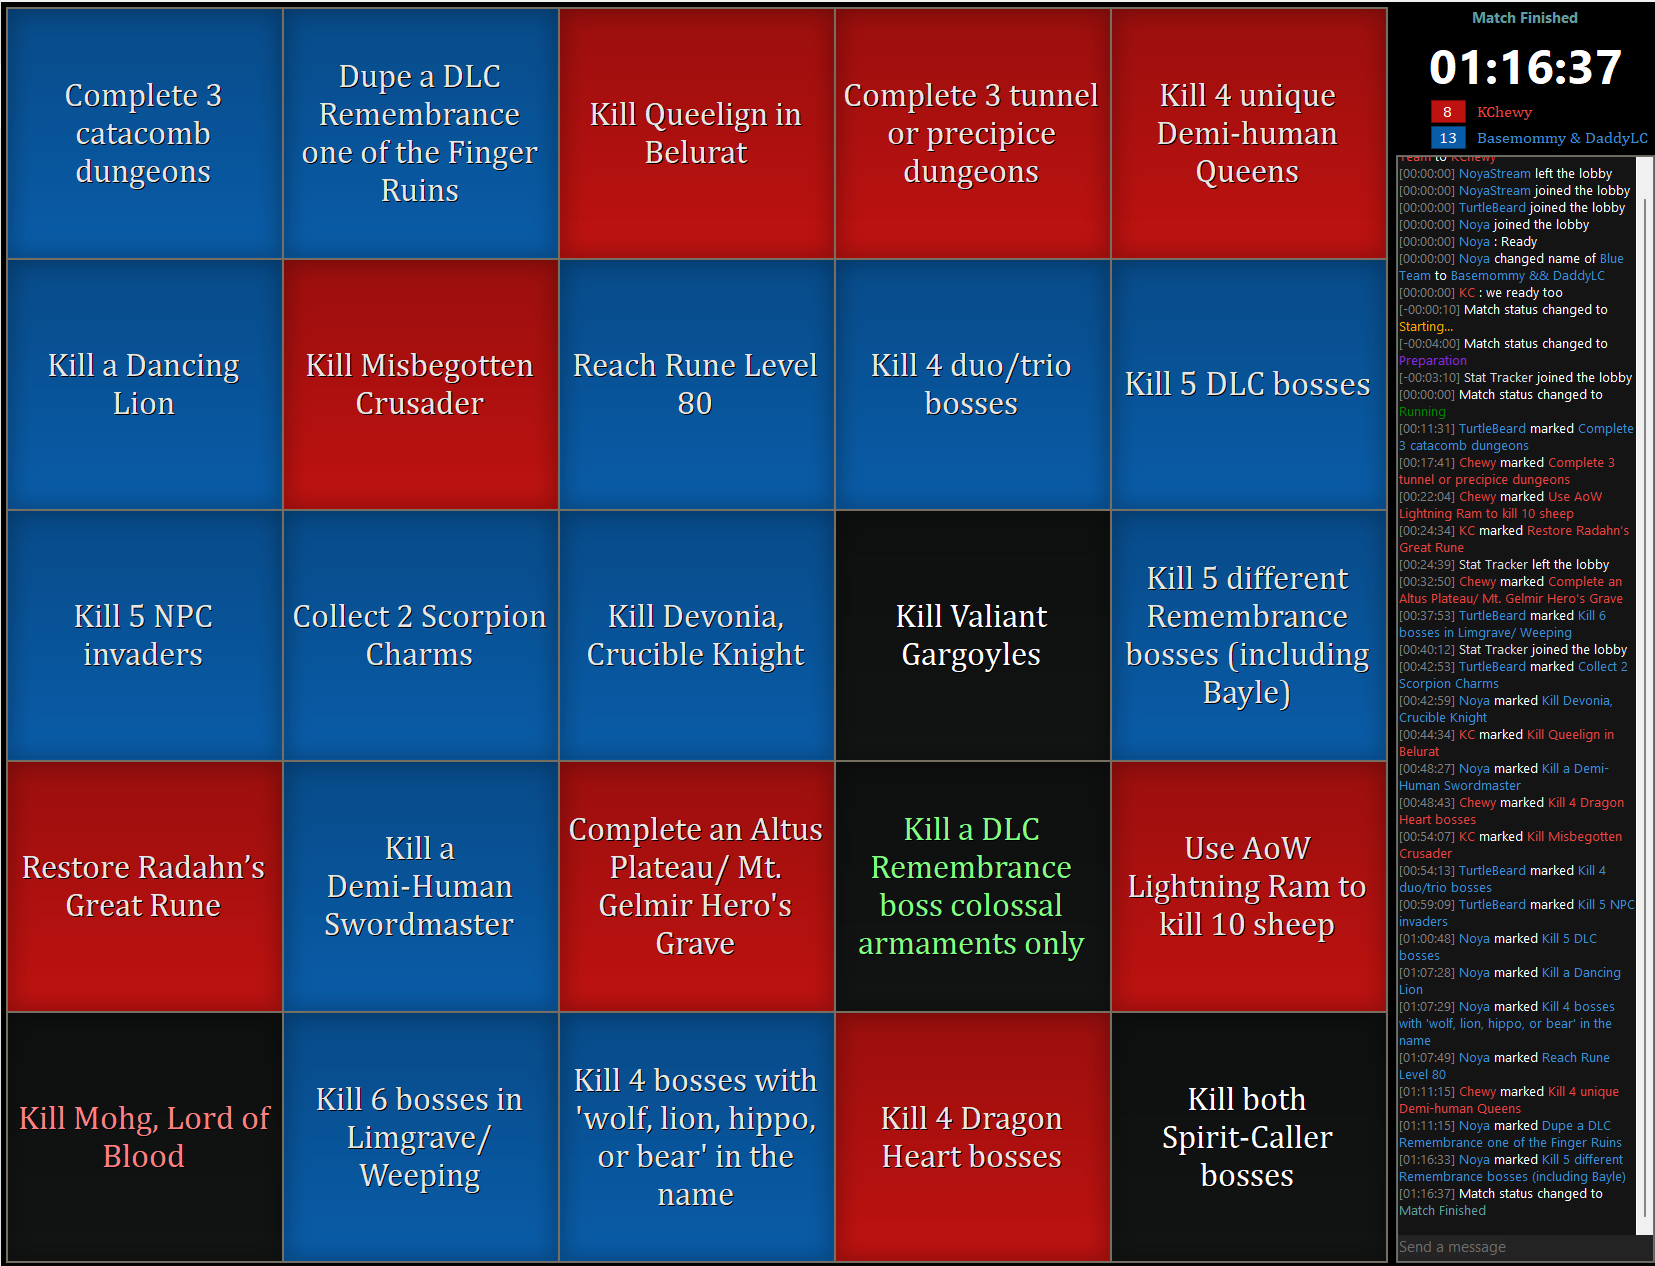 Complete 3
catacomb
dungeons
Dupe a DLC
Remembrance
one of the Finger
Ruins
Kill Queelign in
Belurat
Complete 3 tunnel
or precipice
dungeons
Kill 4 unique
Demi-human
Queens
Kill a Dancing
Lion
Kill Misbegotten
Crusader
Reach Rune Level
80
Kill 4 duo/trio
bosses
Kill 5 DLC bosses
Kill 5 NPC
invaders
Collect 2 Scorpion
Charms
Kill Devonia,
Crucible Knight
Kill Valiant
Gargoyles
Kill 5 different
Remembrance
bosses (including
Bayle)
Restore Radahn’s
Great Rune
Kill a
Demi-Human
Swordmaster
Complete an Altus
Plateau/ Mt.
Gelmir Hero's
Grave
Kill a DLC
Remembrance
boss colossal
armaments only
Use AoW
Lightning Ram to
kill 10 sheep
Kill Mohg, Lord of
Blood
Kill 6 bosses in
Limgrave/
Weeping
Kill 4 bosses with
'wolf, lion, hippo,
or bear' in the
name
Kill 4 Dragon
Heart bosses
Kill both
Spirit-Caller
bosses
Match Finished
01:16:37
8 KChewy
13 Basemommy & DaddyLC
Team to KChewy
[00:00:00] NoyaStream left the lobby
[00:00:00] NoyaStream joined the lobby
[00:00:00] TurtleBeard joined the lobby
[00:00:00] Noya joined the lobby
[00:00:00] Noya : Ready
[00:00:00] Noya changed name of Blue
Team to Basemommy && DaddyLC
[00:00:00] KC : we ready too
[-00:00:10] Match status changed to
Starting...
[-00:04:00] Match status changed to
Preparation
[-00:03:10] Stat Tracker joined the lobby
[00:00:00] Match status changed to
Running
[00:11:31] TurtleBeard marked Complete
3 catacomb dungeons
[00:17:41] Chewy marked Complete 3
tunnel or precipice dungeons
[00:22:04] Chewy marked Use AoW
Lightning Ram to kill 10 sheep
[00:24:34] KC marked Restore Radahn's
Great Rune
[00:24:39] Stat Tracker left the lobby
[00:32:50] Chewy marked Complete an
Altus Plateau/ Mt. Gelmir Hero's Grave
[00:37:53] TurtleBeard marked Kill 6
bosses in Limgrave/ Weeping
[00:40:12] Stat Tracker joined the lobby
[00:42:53] TurtleBeard marked Collect 2
Scorpion Charms
[00:42:59] Noya marked Kill Devonia,
Crucible Knight
[00:44:34] KC marked Kill Queelign in
Belurat
[00:48:27] Noya marked Kill a Demi-
Human Swordmaster
[00:48:43] Chewy marked Kill 4 Dragon
Heart bosses
[00:54:07] KC marked Kill Misbegotten
Crusader
[00:54:13] TurtleBeard marked Kill 4
duo/trio bosses
[00:59:09] TurtleBeard marked Kill 5 NPC
invaders
[01:00:48] Noya marked Kill 5 DLC
bosses
[01:07:28] Noya marked Kill a Dancing
Lion
[01:07:29] Noya marked Kill 4 bosses
with 'wolf, lion, hippo, or bear' in the
name
[01:07:49] Noya marked Reach Rune
Level 80
[01:11:15] Chewy marked Kill 4 unique
Demi-human Queens
[01:11:15] Noya marked Dupe a DLC
Remembrance one of the Finger Ruins
[01:16:33] Noya marked Kill 5 different
Remembrance bosses (including Bayle)
[01:16:37] Match status changed to
Match Finished
Send a message